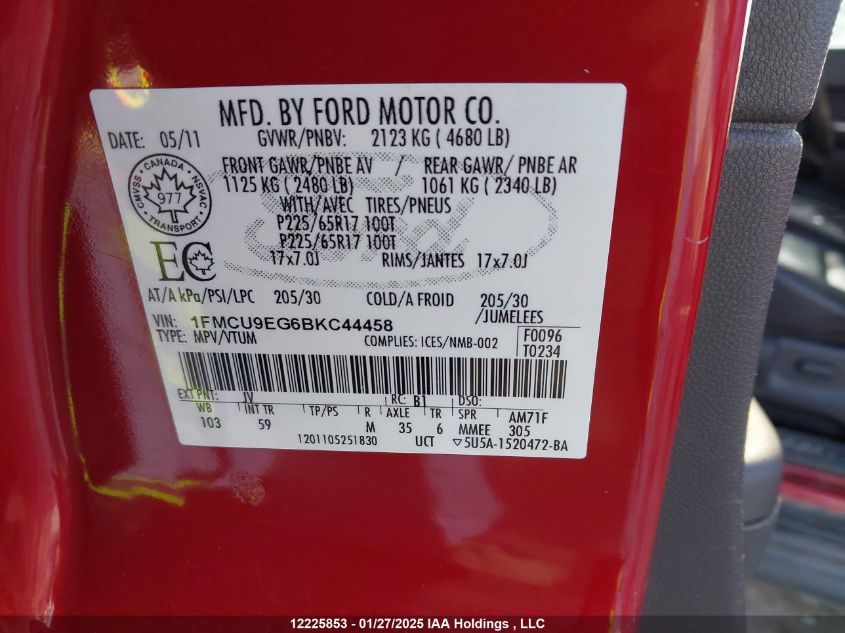 MFD. BY FORD MOTOR CO.
DATE: 05/11 GVWR/PNBV: 2123 KG ( 4680 LB)
FRONT GAWR/PNBE AV / REAR GAWR/ PNBE AR
1125 KG ( 2480 LB) 1061 KG ( 2340 LB)
WITH/AVEC TIRES/PNEUS
P225/65R17 100T
P225/65R17 100T
17x7.0J RIMS/JANTES 17x7.0J
CANADA
CMVSS NSVAC
977
TRANSPORT
EC
Ford
AT/A kPa/PSI/LPC 205/30 COLD/A FROID 205/30
/JUMELEES
VIN: 1FMCU9EG6BKC44458
TYPE: MPV/VTUM COMPLIES: ICES/NMB-002
F0096
T0234
EXT PNT: JV RC: B1 DSO:
WB INT TR TP/PS R AXLE TR SPR AM71F
103 59 M 35 6 MMEE 305
1201105251830 UCT ▽5U5A-1520472-BA
12225853 - 01/27/2025 IAA Holdings , LLC